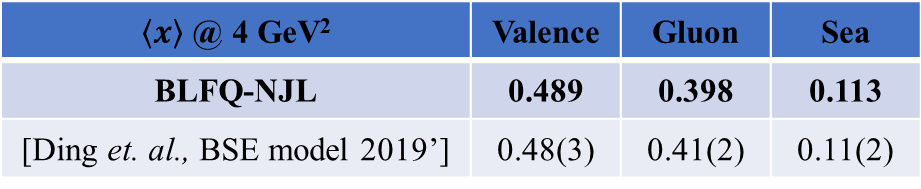 ⟨x⟩ @ 4 GeV² Valence Gluon Sea
BLFQ-NJL 0.489 0.398 0.113
[Ding et. al., BSE model 2019’] 0.48(3) 0.41(2) 0.11(2)